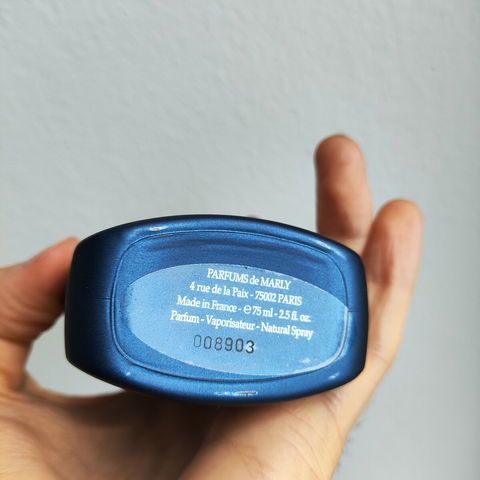 PARFUMS de MARLY
4 rue de la Paix - 75002 PARIS
Made in France - ℮ 75 ml - 2.5 fl. oz.
Parfum - Vaporisateur - Natural Spray
008903